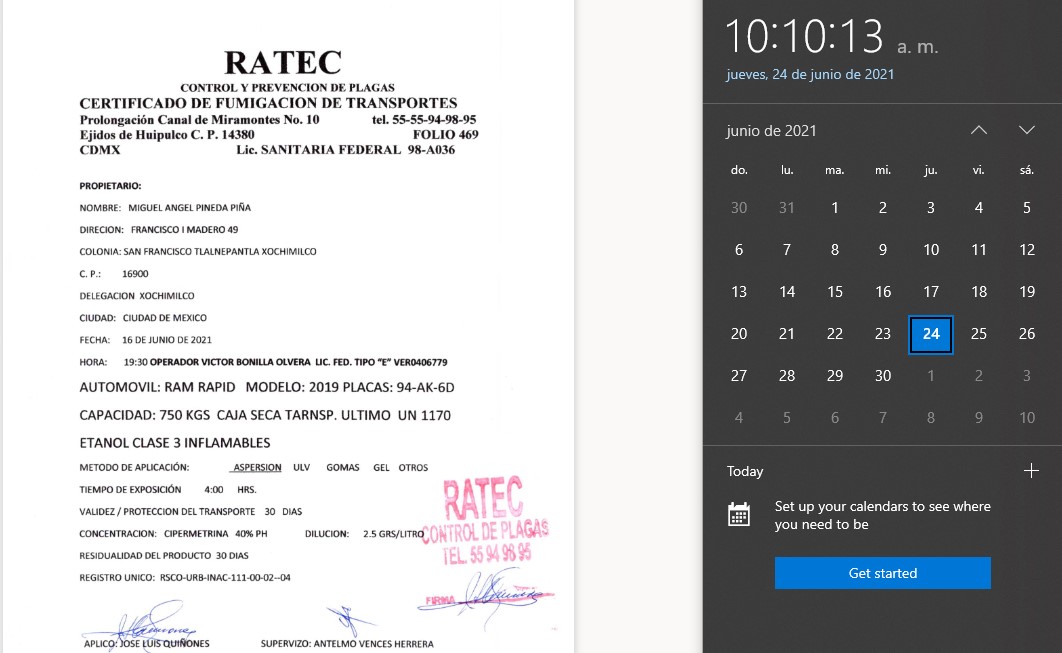 RATEC
CONTROL Y PREVENCION DE PLAGAS
CERTIFICADO DE FUMIGACION DE TRANSPORTES
Prolongación Canal de Miramontes No. 10 tel. 55-55-94-98-95
Ejidos de Huipulco C. P. 14380 FOLIO 469
CDMX Lic. SANITARIA FEDERAL 98-A036
PROPIETARIO:
NOMBRE: MIGUEL ANGEL PINEDA PIÑA
DIRECION: FRANCISCO I MADERO 49
COLONIA: SAN FRANCISCO TLALNEPANTLA XOCHIMILCO
C. P.: 16900
DELEGACION XOCHIMILCO
CIUDAD: CIUDAD DE MEXICO
FECHA: 16 DE JUNIO DE 2021
HORA: 19:30 OPERADOR VICTOR BONILLA OLVERA LIC. FED. TIPO “E” VER0406779
AUTOMOVIL: RAM RAPID MODELO: 2019 PLACAS: 94-AK-6D
CAPACIDAD: 750 KGS CAJA SECA TARNSP. ULTIMO UN 1170
ETANOL CLASE 3 INFLAMABLES
METODO DE APLICACIÓN: ASPERSION ULV GOMAS GEL OTROS
TIEMPO DE EXPOSICIÓN 4:00 HRS.
VALIDEZ / PROTECCION DEL TRANSPORTE 30 DIAS
CONCENTRACION: CIPERMETRINA 40% PH DILUCION: 2.5 GRS/LITRO
RESIDUALIDAD DEL PRODUCTO 30 DIAS
REGISTRO UNICO: RSCO-URB-INAC-111-00-02--04
RATEC
CONTROL DE PLAGAS
TEL. 55 94 98 95
FIRMA
APLICO: JOSE LUIS QUIÑONES SUPERVIZO: ANTELMO VENCES HERRERA
10:10:13 a. m.
jueves, 24 de junio de 2021
junio de 2021
do. lu. ma. mi. ju. vi. sá.
30 31 1 2 3 4 5
6 7 8 9 10 11 12
13 14 15 16 17 18 19
20 21 22 23 24 25 26
27 28 29 30 1 2 3
4 5 6 7 8 9 10
Today
Set up your calendars to see where
you need to be
Get started